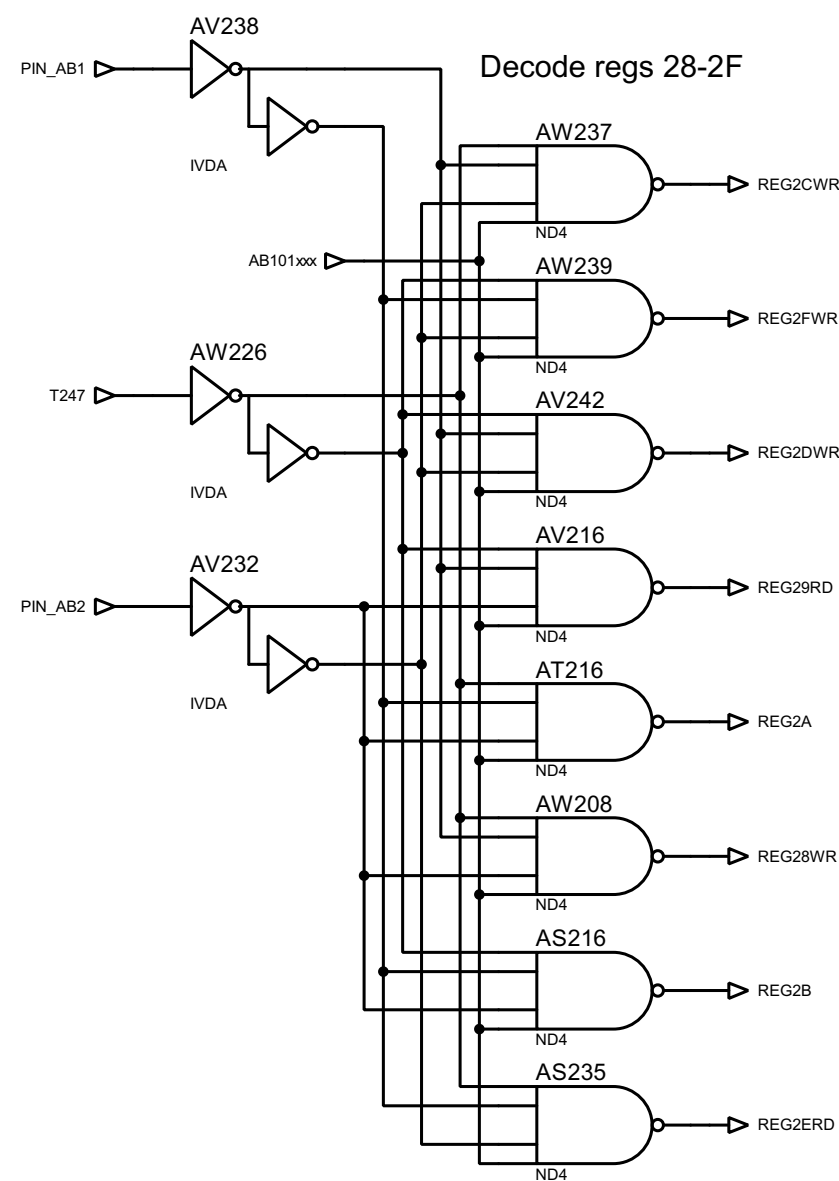 AV238
PIN_AB1
Decode regs 28-2F
AW237
IVDA
REG2CWR
ND4
AB101xxx
AW239
REG2FWR
AW226
ND4
T247
AV242
REG2DWR
IVDA
ND4
AV216
AV232
REG29RD
PIN_AB2
ND4
AT216
IVDA
REG2A
ND4
AW208
REG28WR
ND4
AS216
REG2B
ND4
AS235
REG2ERD
ND4